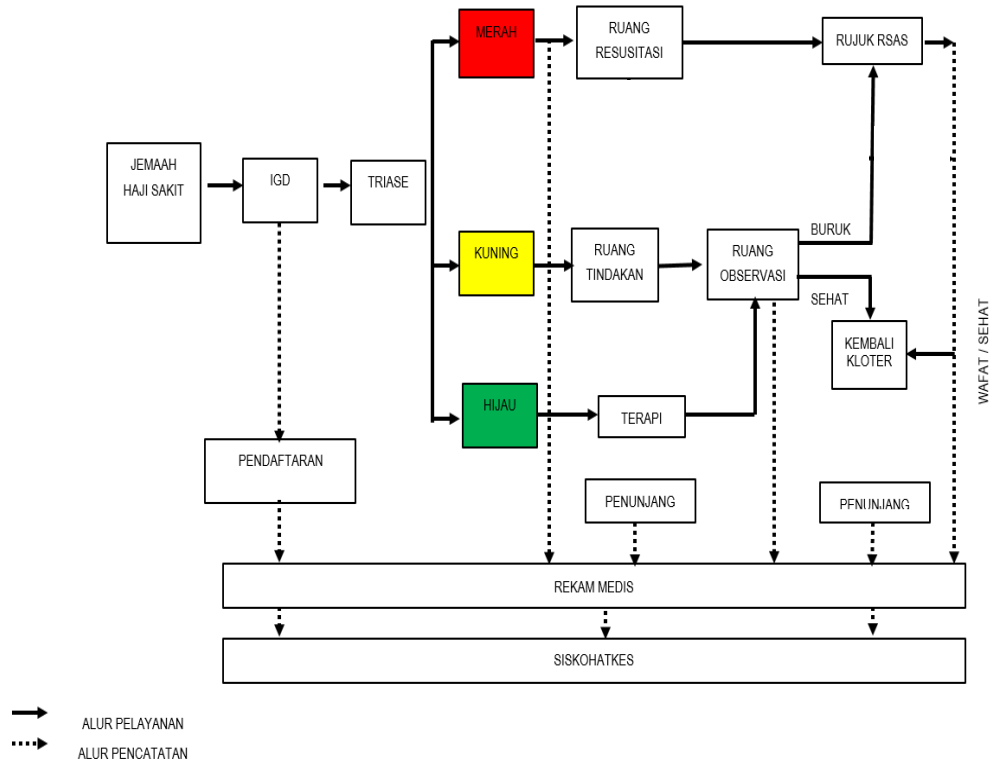 MERAH
RUANG
RESUSITASI
RUJUK RSAS
JEMAAH
HAJI SAKIT
IGD
TRIASE
KUNING
RUANG
TINDAKAN
RUANG
OBSERVASI
BURUK
SEHAT
KEMBALI
KLOTER
WAFAT / SEHAT
HIJAU
TERAPI
PENDAFTARAN
PENUNJANG
PENUNJANG
REKAM MEDIS
SISKOHATKES
ALUR PELAYANAN
ALUR PENCATATAN